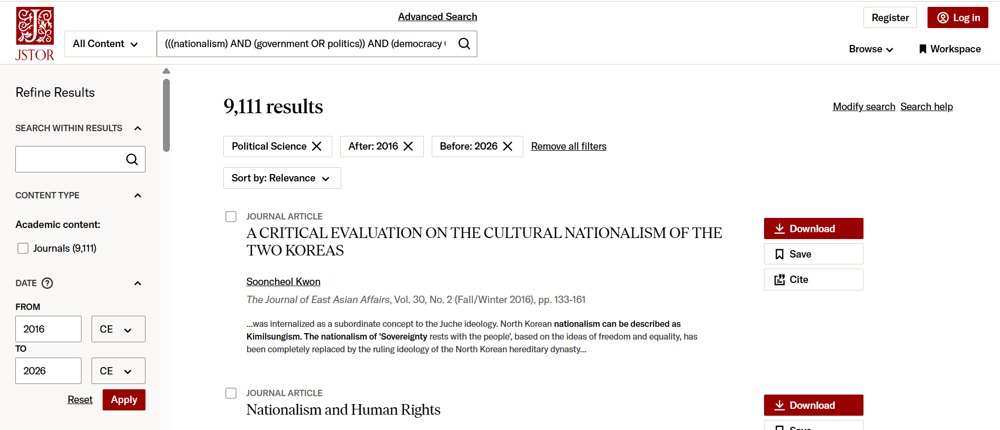 Advanced Search
Register
Log in
JSTOR
All Content
(((nationalism) AND (government OR politics)) AND (democracy
Browse
Workspace
Refine Results
SEARCH WITHIN RESULTS
CONTENT TYPE
Academic content:
Journals (9,111)
DATE ?
FROM
2016
CE
TO
2026
CE
Reset
Apply
9,111 results
Modify search
Search help
Political Science
After: 2016
Before: 2026
Remove all filters
Sort by: Relevance
JOURNAL ARTICLE
A CRITICAL EVALUATION ON THE CULTURAL NATIONALISM OF THE
TWO KOREAS
Sooncheol Kwon
The Journal of East Asian Affairs, Vol. 30, No. 2 (Fall/Winter 2016), pp. 133-161
...was internalized as a subordinate concept to the Juche ideology. North Korean nationalism can be described as
Kimilsungism. The nationalism of 'Sovereignty rests with the people', based on the ideas of freedom and equality, has
been completely replaced by the ruling ideology of the North Korean hereditary dynasty...
Download
Save
Cite
JOURNAL ARTICLE
Nationalism and Human Rights
Download
Save